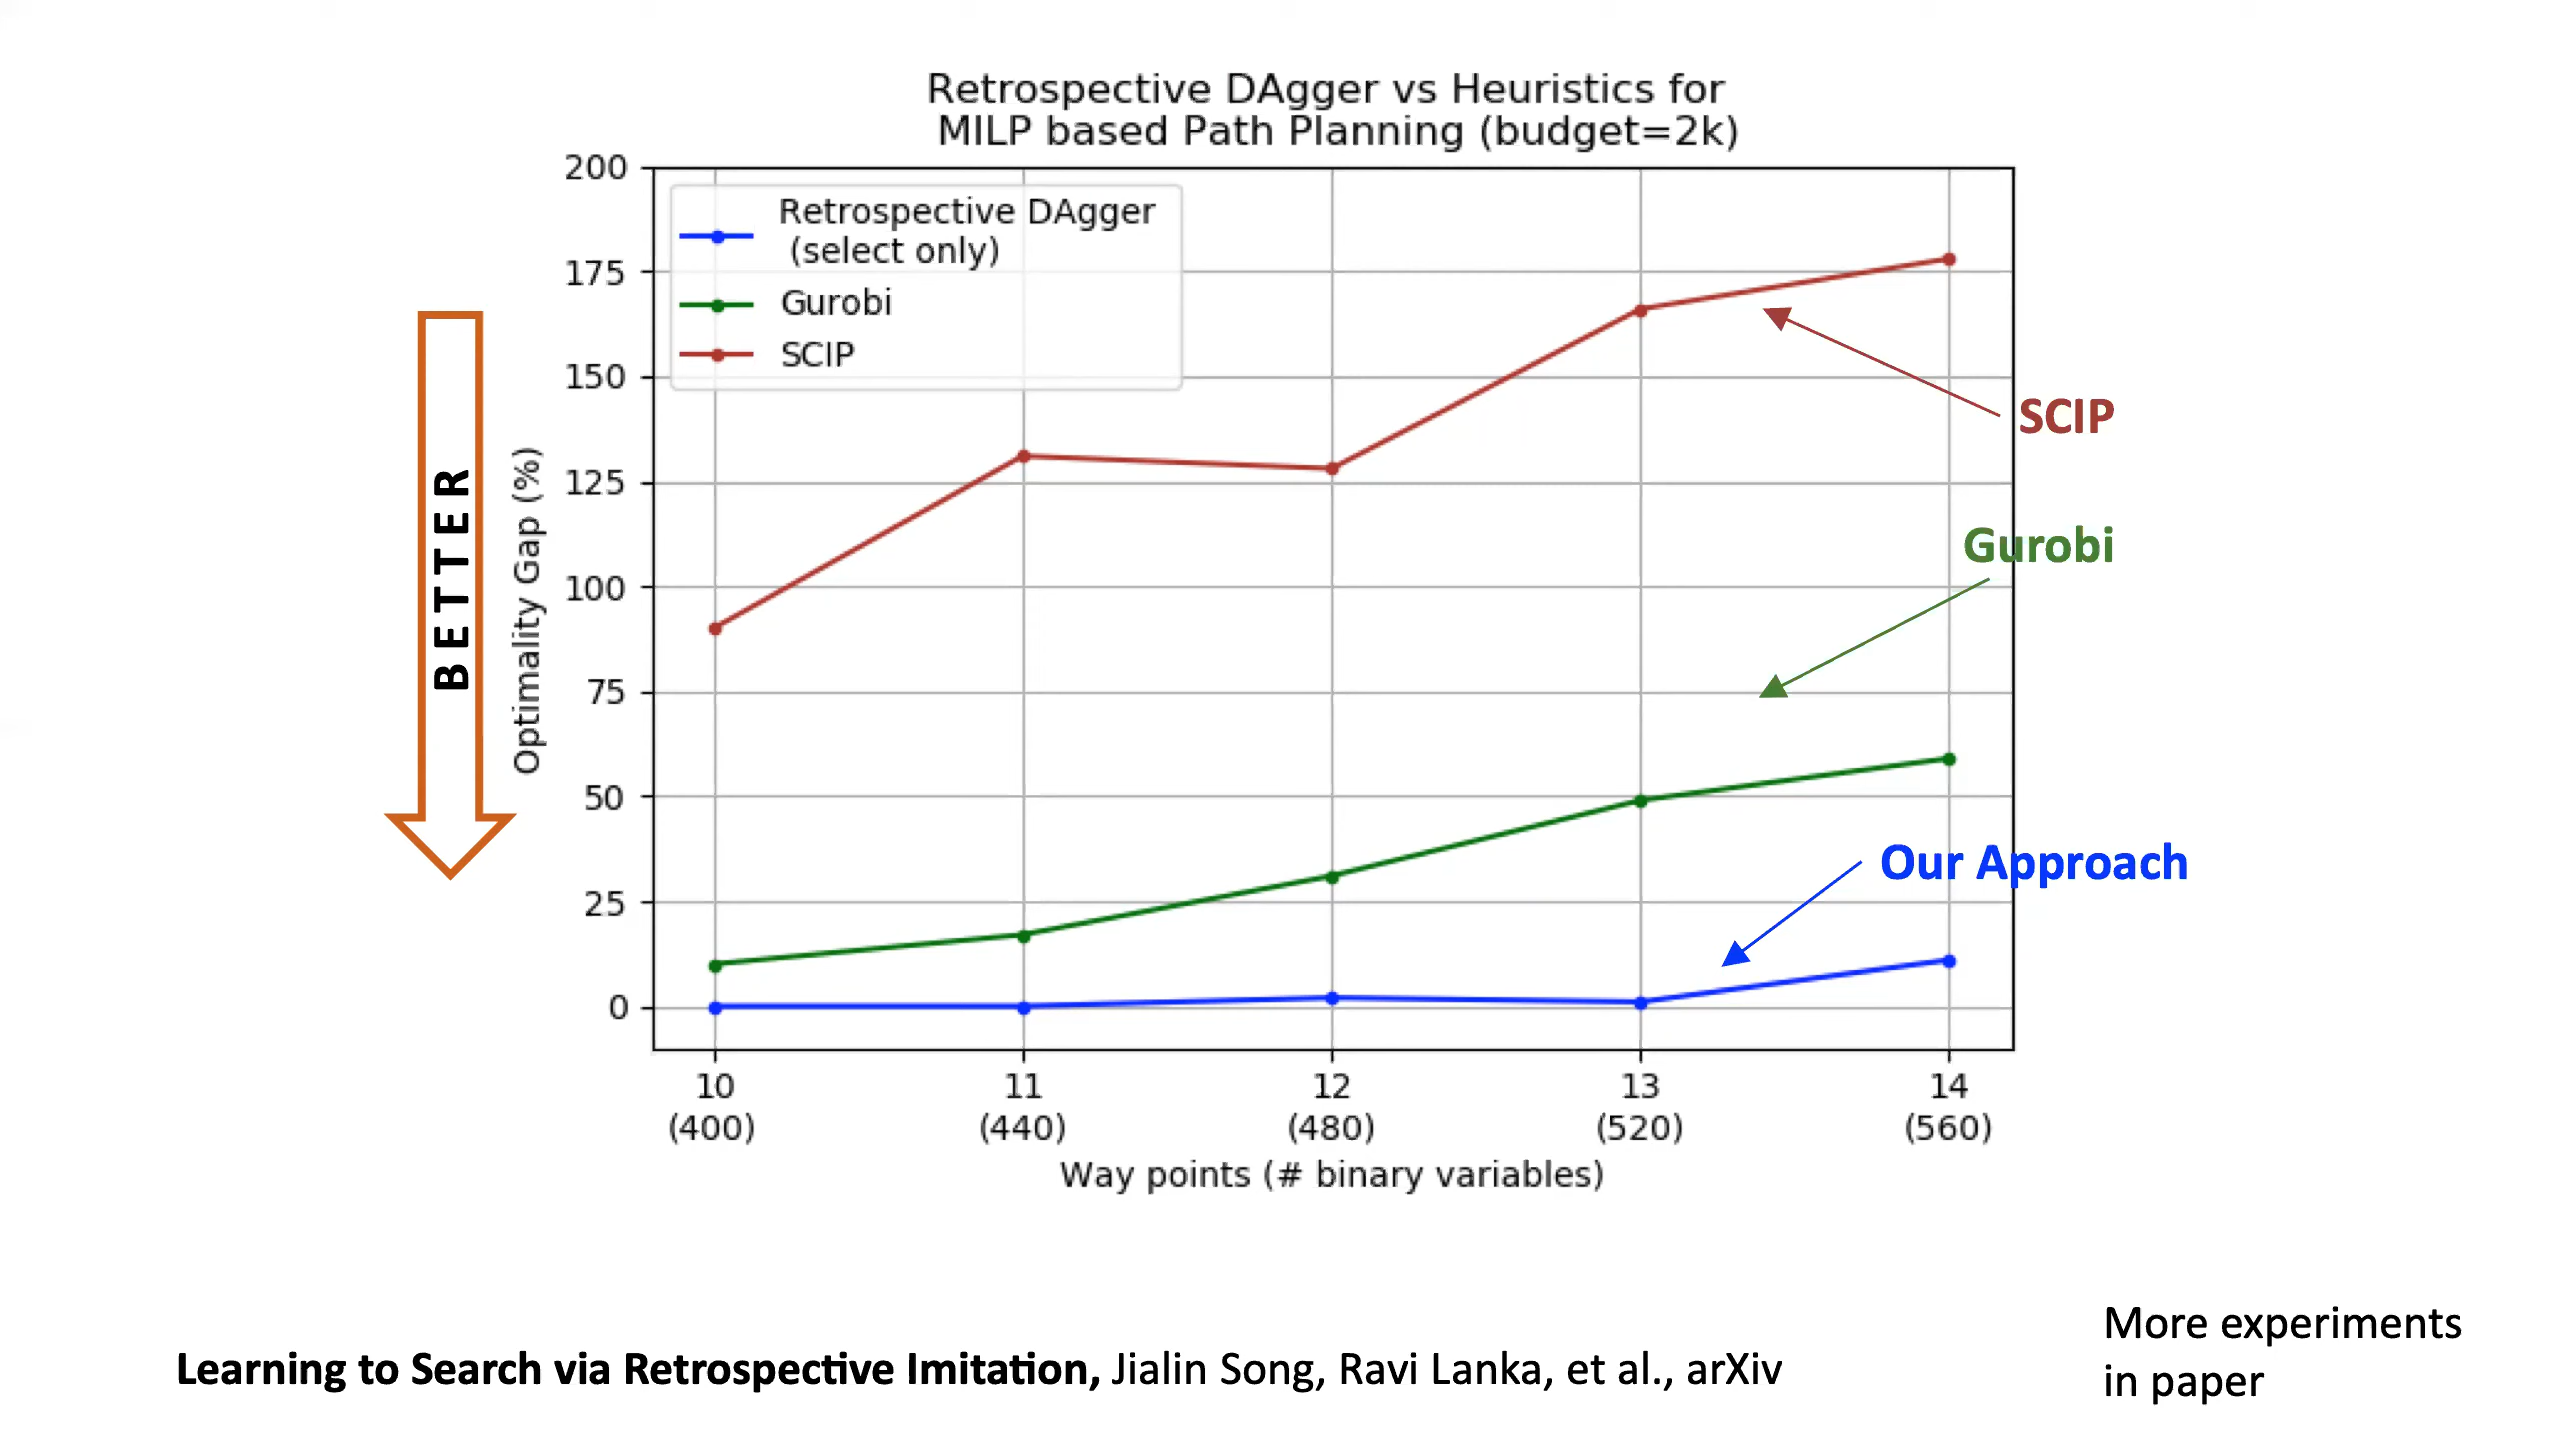 Retrospective DAgger vs Heuristics for
MILP based Path Planning (budget=2k)
200
175
150
125
100
75
50
25
0
Optimality Gap (%)
BETTER
Retrospective DAgger
(select only)
Gurobi
SCIP
SCIP
Gurobi
Our Approach
10 11 12 13 14
(400) (440) (480) (520) (560)
Way points (# binary variables)
Learning to Search via Retrospective Imitation, Jialin Song, Ravi Lanka, et al., arXiv
More experiments
in paper